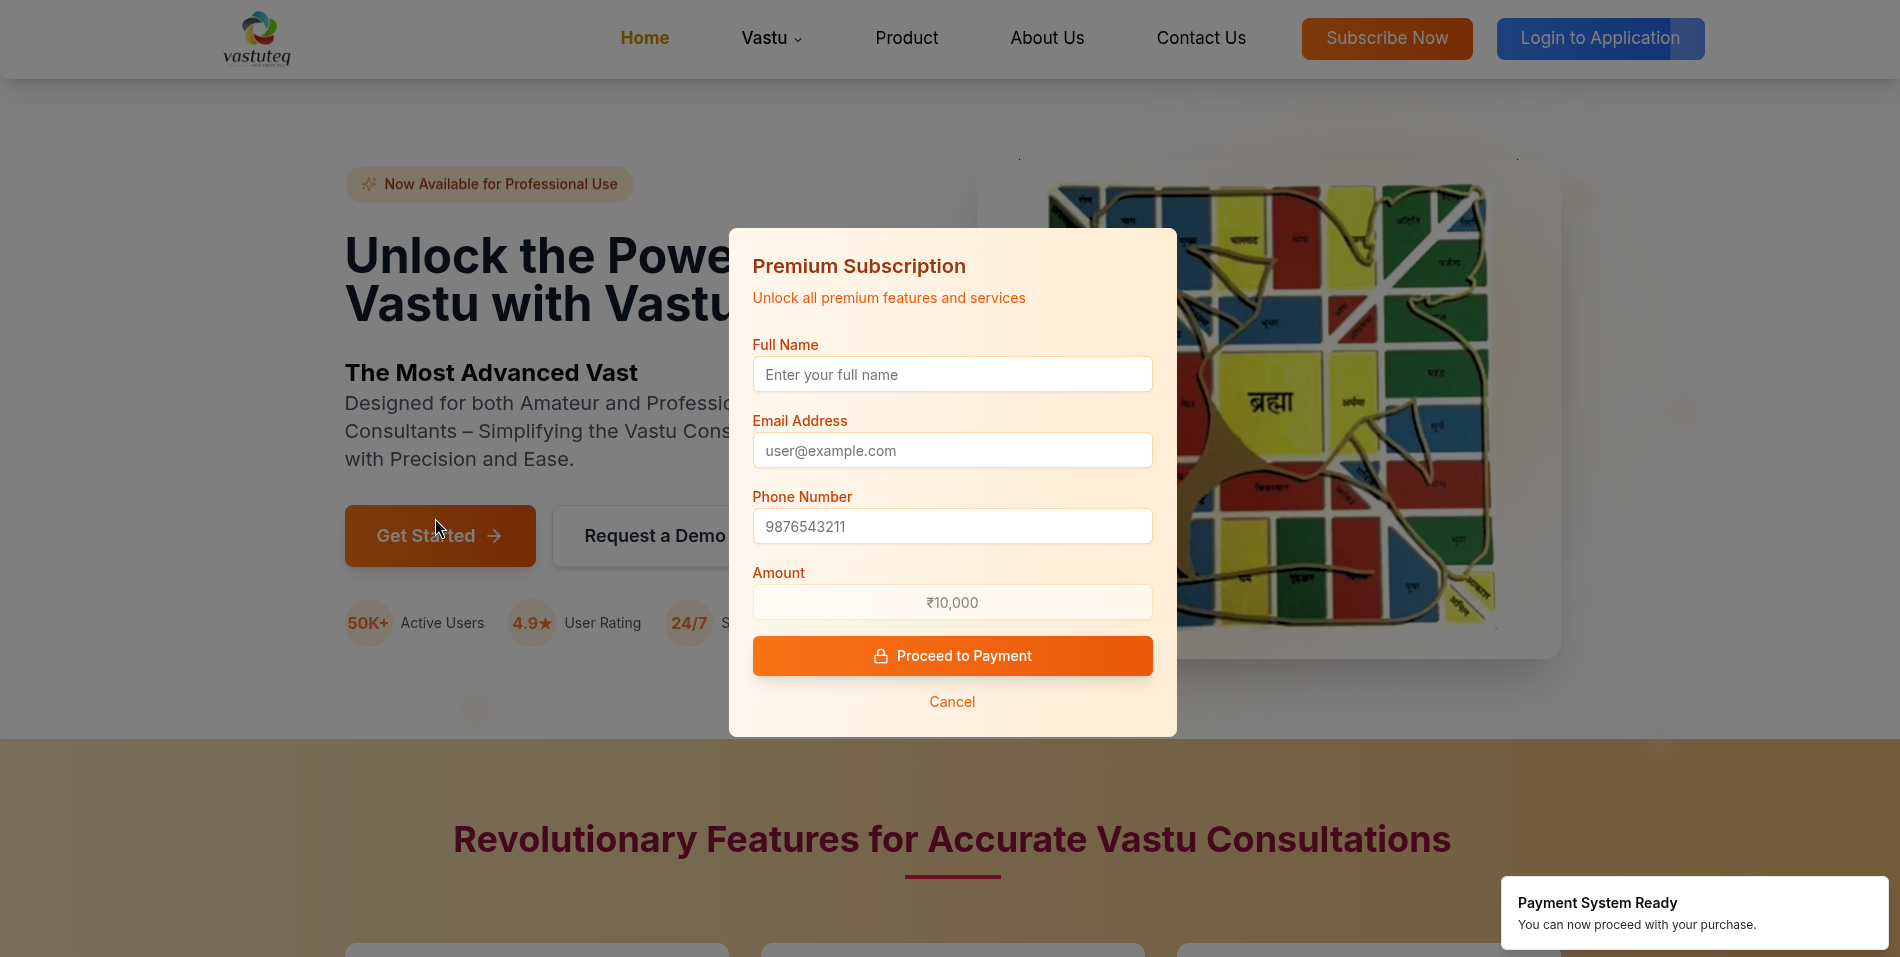 vastuteq
Home
Vastu
Product
About Us
Contact Us
Subscribe Now
Login to Application
Now Available for Professional Use
Unlock the Powe
Vastu with Vastu
The Most Advanced Vast
Designed for both Amateur and Professio
Consultants – Simplifying the Vastu Cons
with Precision and Ease.
Get Started
Request a Demo
50K+ Active Users
4.9★ User Rating
24/7 S
ब्रह्मा
Premium Subscription
Unlock all premium features and services
Full Name
Enter your full name
Email Address
user@example.com
Phone Number
9876543211
Amount
₹10,000
Proceed to Payment
Cancel
Revolutionary Features for Accurate Vastu Consultations
Payment System Ready
You can now proceed with your purchase.